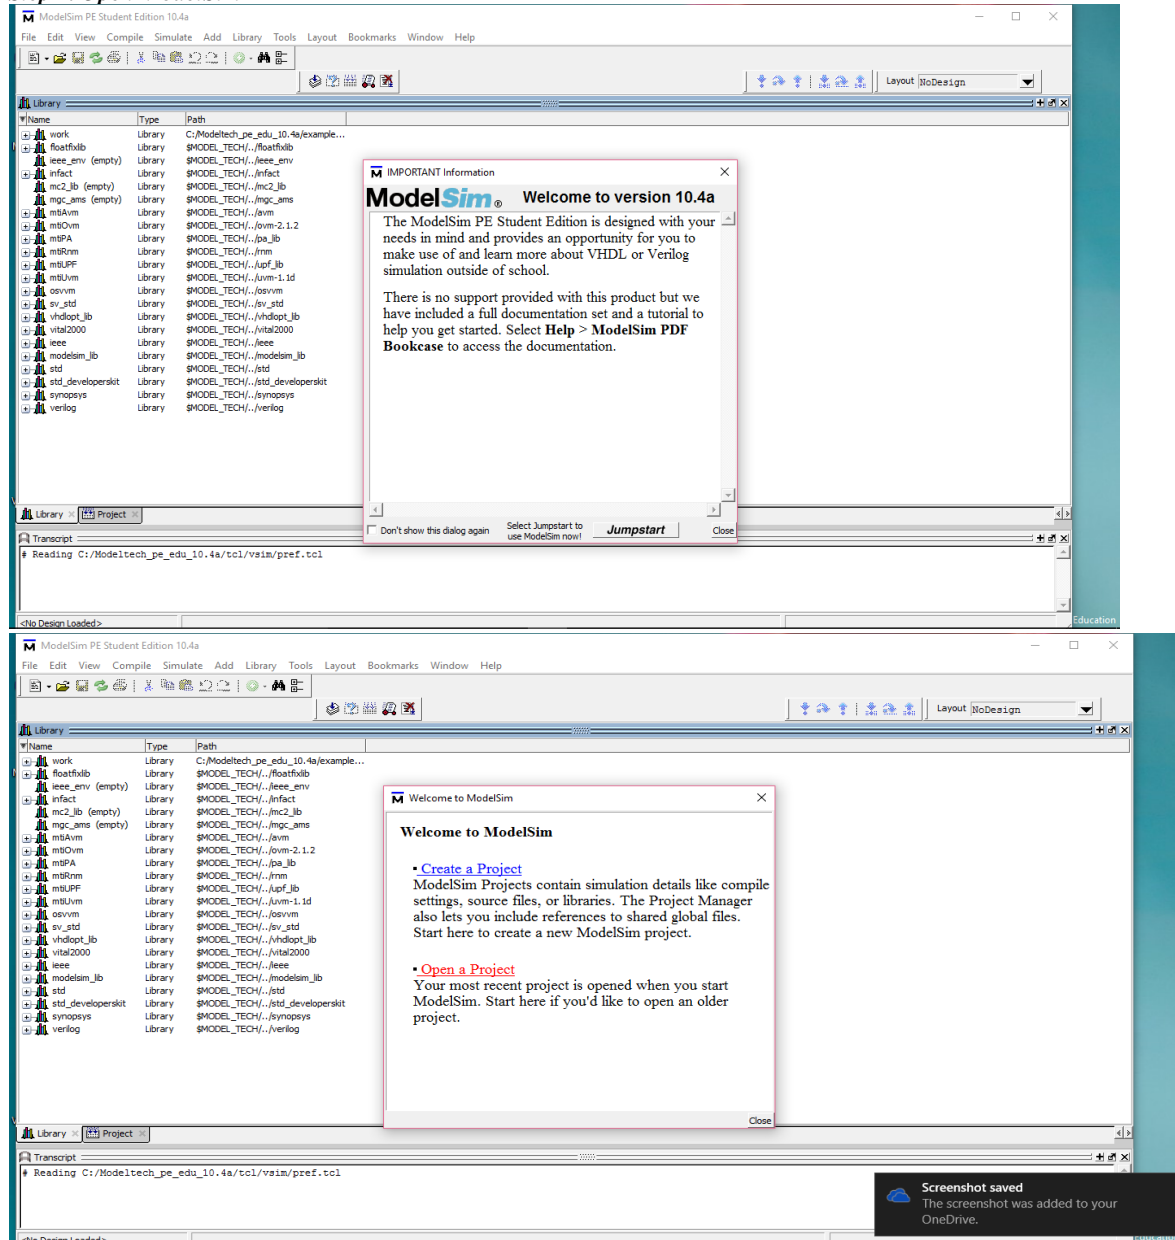 Step 1: Open ModelSim
ModelSim PE Student Edition 10.4a
File Edit View Compile Simulate Add Library Tools Layout Bookmarks Window Help
Layout NoDesign
Library
Name Type Path
work Library C:/Modeltech_pe_edu_10.4a/example...
floatfixlib Library $MODEL_TECH/../floatfixlib
ieee_env (empty) Library $MODEL_TECH/../ieee_env
infact Library $MODEL_TECH/../infact
mc2_lib (empty) Library $MODEL_TECH/../mc2_lib
mgc_ams (empty) Library $MODEL_TECH/../mgc_ams
mtiAvm Library $MODEL_TECH/../avm
mtiOvm Library $MODEL_TECH/../ovm-2.1.2
mtiPA Library $MODEL_TECH/../pa_lib
mtiRnm Library $MODEL_TECH/../rnm
mtiUPF Library $MODEL_TECH/../upf_lib
mtiUvm Library $MODEL_TECH/../uvm-1.1d
osvvm Library $MODEL_TECH/../osvvm
sv_std Library $MODEL_TECH/../sv_std
vhdlopt_lib Library $MODEL_TECH/../vhdlopt_lib
vital2000 Library $MODEL_TECH/../vital2000
ieee Library $MODEL_TECH/../ieee
modelsim_lib Library $MODEL_TECH/../modelsim_lib
std Library $MODEL_TECH/../std
std_developerskit Library $MODEL_TECH/../std_developerskit
synopsys Library $MODEL_TECH/../synopsys
verilog Library $MODEL_TECH/../verilog
IMPORTANT Information
ModelSim® Welcome to version 10.4a
The ModelSim PE Student Edition is designed with your
needs in mind and provides an opportunity for you to
make use of and learn more about VHDL or Verilog
simulation outside of school.
There is no support provided with this product but we
have included a full documentation set and a tutorial to
help you get started. Select Help > ModelSim PDF
Bookcase to access the documentation.
Don't show this dialog again
Select Jumpstart to
use ModelSim now!
Jumpstart
Close
Library Project
Transcript
# Reading C:/Modeltech_pe_edu_10.4a/tcl/vsim/pref.tcl
<No Design Loaded>
Education
ModelSim PE Student Edition 10.4a
File Edit View Compile Simulate Add Library Tools Layout Bookmarks Window Help
Layout NoDesign
Library
Name Type Path
work Library C:/Modeltech_pe_edu_10.4a/example...
floatfixlib Library $MODEL_TECH/../floatfixlib
ieee_env (empty) Library $MODEL_TECH/../ieee_env
infact Library $MODEL_TECH/../infact
mc2_lib (empty) Library $MODEL_TECH/../mc2_lib
mgc_ams (empty) Library $MODEL_TECH/../mgc_ams
mtiAvm Library $MODEL_TECH/../avm
mtiOvm Library $MODEL_TECH/../ovm-2.1.2
mtiPA Library $MODEL_TECH/../pa_lib
mtiRnm Library $MODEL_TECH/../rnm
mtiUPF Library $MODEL_TECH/../upf_lib
mtiUvm Library $MODEL_TECH/../uvm-1.1d
osvvm Library $MODEL_TECH/../osvvm
sv_std Library $MODEL_TECH/../sv_std
vhdlopt_lib Library $MODEL_TECH/../vhdlopt_lib
vital2000 Library $MODEL_TECH/../vital2000
ieee Library $MODEL_TECH/../ieee
modelsim_lib Library $MODEL_TECH/../modelsim_lib
std Library $MODEL_TECH/../std
std_developerskit Library $MODEL_TECH/../std_developerskit
synopsys Library $MODEL_TECH/../synopsys
verilog Library $MODEL_TECH/../verilog
Welcome to ModelSim
Welcome to ModelSim
Create a Project
ModelSim Projects contain simulation details like compile
settings, source files, or libraries. The Project Manager
also lets you include references to shared global files.
Start here to create a new ModelSim project.
Open a Project
Your most recent project is opened when you start
ModelSim. Start here if you'd like to open an older
project.
Close
Library Project
Transcript
# Reading C:/Modeltech_pe_edu_10.4a/tcl/vsim/pref.tcl
Screenshot saved
The screenshot was added to your
OneDrive.
<No Design Loaded>